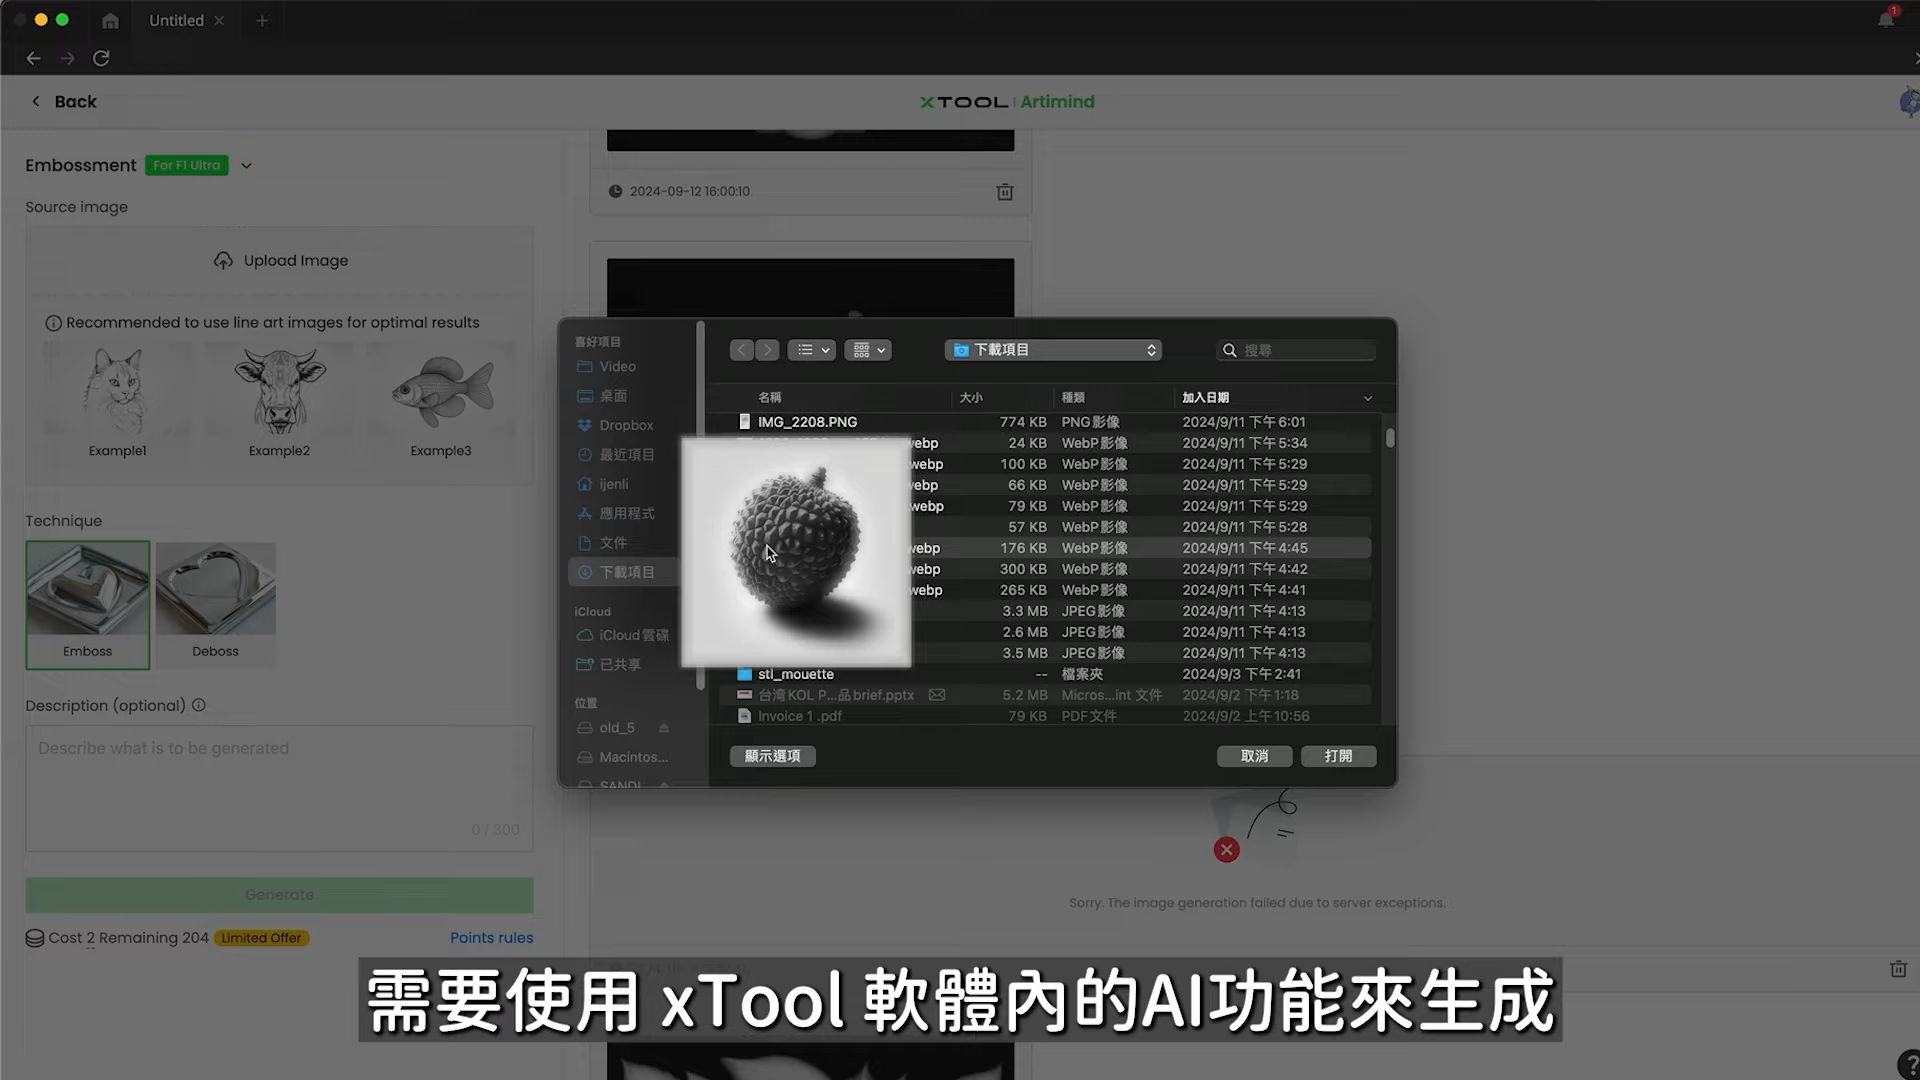 Untitled
1
Back
XTOOL | Artimind
Embossment
For F1 Ultra
Source image
Upload Image
Recommended to use line art images for optimal results
Example1
Example2
Example3
Technique
Emboss
Deboss
Description (optional)
Describe what is to be generated
0 / 300
Generate
Cost 2 Remaining 204
Limited Offer
Points rules
2024-09-12 16:00:10
喜好項目
Video
桌面
Dropbox
最近項目
ijenli
應用程式
文件
下載項目
iCloud
iCloud雲碟
已共享
位置
old_5
Macintos...
SANDI
下載項目
搜尋
名稱 大小 種類 加入日期
IMG_2208.PNG 774 KB PNG影像 2024/9/11 下午6:01
webp 24 KB WebP影像 2024/9/11 下午5:34
webp 100 KB WebP影像 2024/9/11 下午5:29
webp 66 KB WebP影像 2024/9/11 下午5:29
webp 79 KB WebP影像 2024/9/11 下午5:29
57 KB WebP影像 2024/9/11 下午5:28
webp 176 KB WebP影像 2024/9/11 下午4:45
webp 300 KB WebP影像 2024/9/11 下午4:42
webp 265 KB WebP影像 2024/9/11 下午4:41
3.3 MB JPEG影像 2024/9/11 下午4:13
2.6 MB JPEG影像 2024/9/11 下午4:13
3.5 MB JPEG影像 2024/9/11 下午4:13
stl_mouette -- 檔案夾 2024/9/3 下午2:41
台湾KOL P...品brief.pptx 5.2 MB Micros...int 文件 2024/9/2 下午1:18
Invoice 1 .pdf 79 KB PDF文件 2024/9/2 上午10:56
顯示選項
取消
打開
Sorry. The image generation failed due to server exceptions.
需要使用 xTool 軟體內的AI功能來生成
?